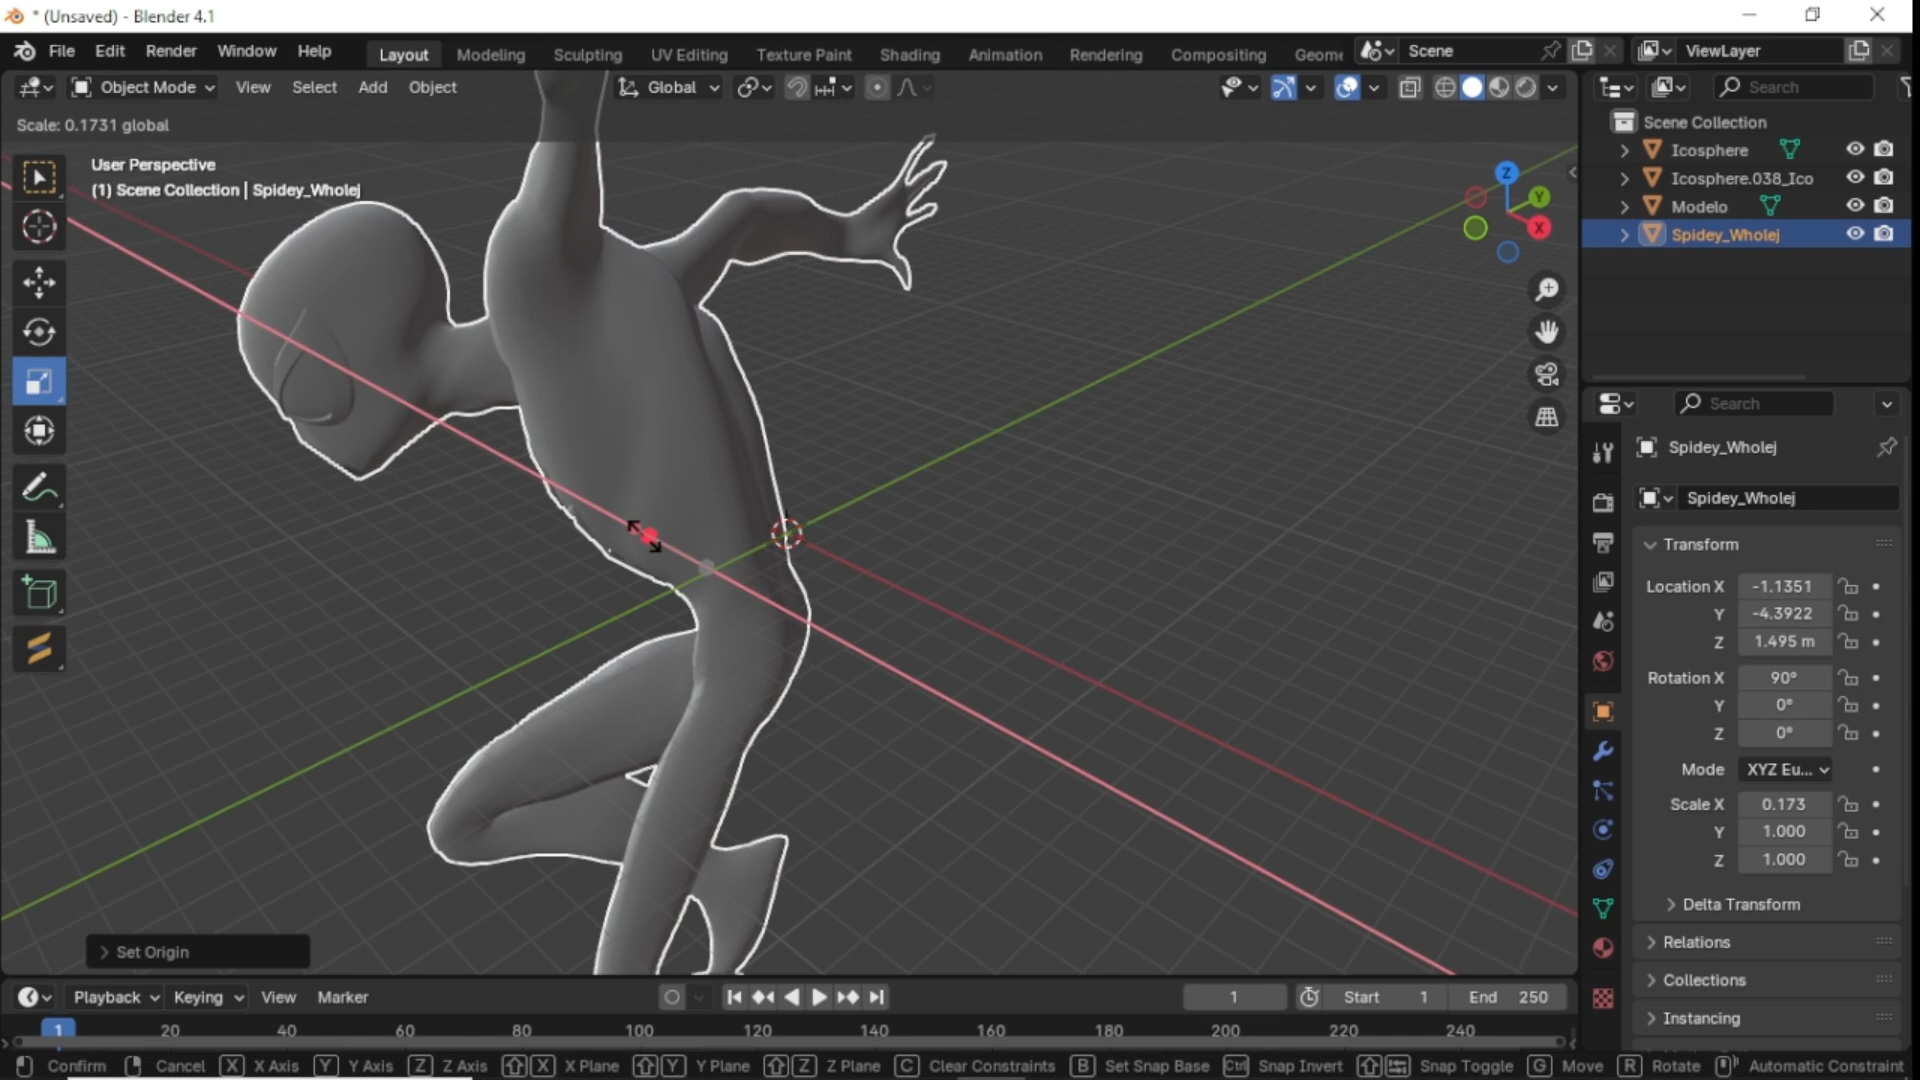 * (Unsaved) - Blender 4.1
File Edit Render Window Help Layout Modeling Sculpting UV Editing Texture Paint Shading Animation Rendering Compositing Geome Scene ViewLayer
Object Mode View Select Add Object Global Search
Scale: 0.1731 global
User Perspective
(1) Scene Collection | Spidey_Wholej
Z
Y
X
Scene Collection
Icosphere
Icosphere.038_Ico
Modelo
Spidey_Wholej
Search
Spidey_Wholej
Spidey_Wholej
Transform
Location X -1.1351
Y -4.3922
Z 1.495 m
Rotation X 90°
Y 0°
Z 0°
Mode XYZ Eu...
Scale X 0.173
Y 1.000
Z 1.000
Delta Transform
Relations
Collections
Instancing
Set Origin
Playback Keying View Marker 1 Start 1 End 250
1 20 40 60 80 100 120 140 160 180 200 220 240
Confirm Cancel X X Axis Y Y Axis Z Z Axis X X Plane Y Y Plane Z Z Plane C Clear Constraints B Set Snap Base Ctrl Snap Invert Snap Toggle G Move R Rotate Automatic Constraint